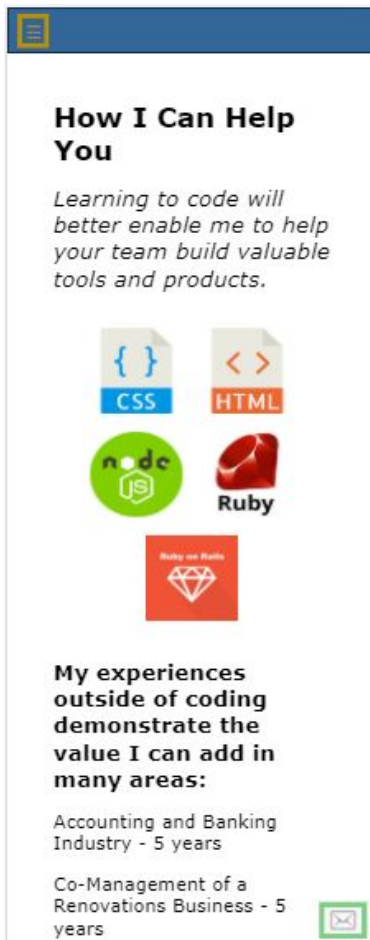 How I Can Help
You
Learning to code will
better enable me to help
your team build valuable
tools and products.
{ } < >
CSS HTML
node
JS Ruby
Ruby on Rails
My experiences
outside of coding
demonstrate the
value I can add in
many areas:
Accounting and Banking
Industry - 5 years
Co-Management of a
Renovations Business - 5
years